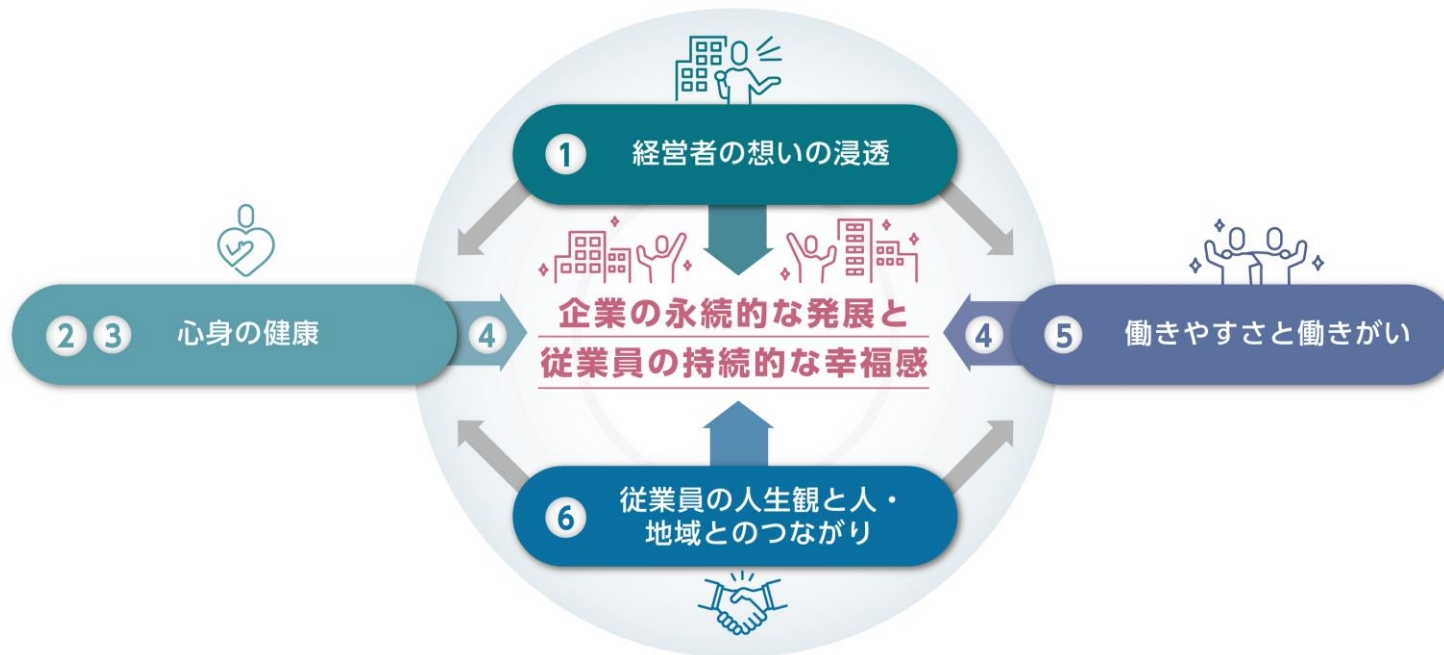 1 経営者の想いの浸透
2 3 心身の健康
4
企業の永続的な発展と
従業員の持続的な幸福感
4
5 働きやすさと働きがい
6 従業員の人生観と人・
地域とのつながり